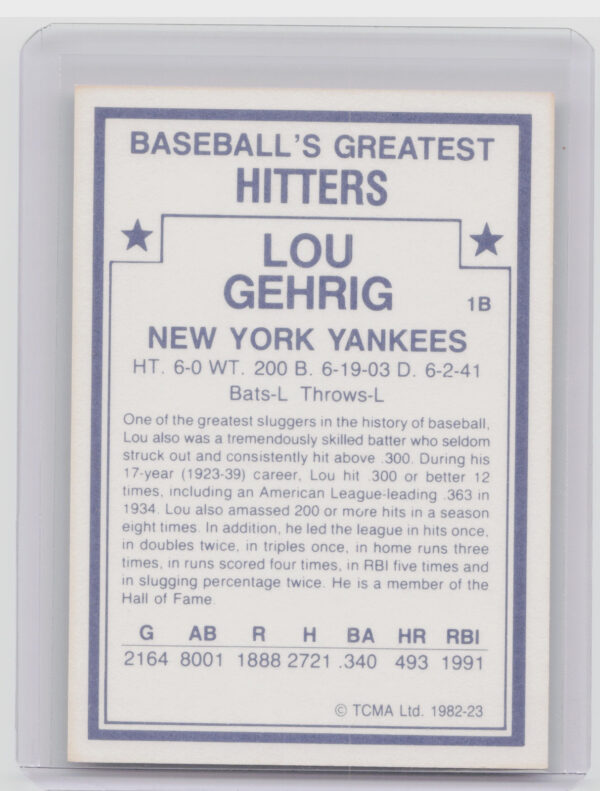 BASEBALL'S GREATEST
HITTERS
LOU
GEHRIG
1B
NEW YORK YANKEES
HT. 6-0 WT. 200 B. 6-19-03 D. 6-2-41
Bats-L Throws-L
One of the greatest sluggers in the history of baseball,
Lou also was a tremendously skilled batter who seldom
struck out and consistently hit above .300. During his
17-year (1923-39) career, Lou hit .300 or better 12
times, including an American League-leading .363 in
1934. Lou also amassed 200 or more hits in a season
eight times. In addition, he led the league in hits once,
in doubles twice, in triples once, in home runs three
times, in runs scored four times, in RBI five times and
in slugging percentage twice. He is a member of the
Hall of Fame.
G AB R H BA HR RBI
2164 8001 1888 2721 .340 493 1991
© TCMA Ltd. 1982-23